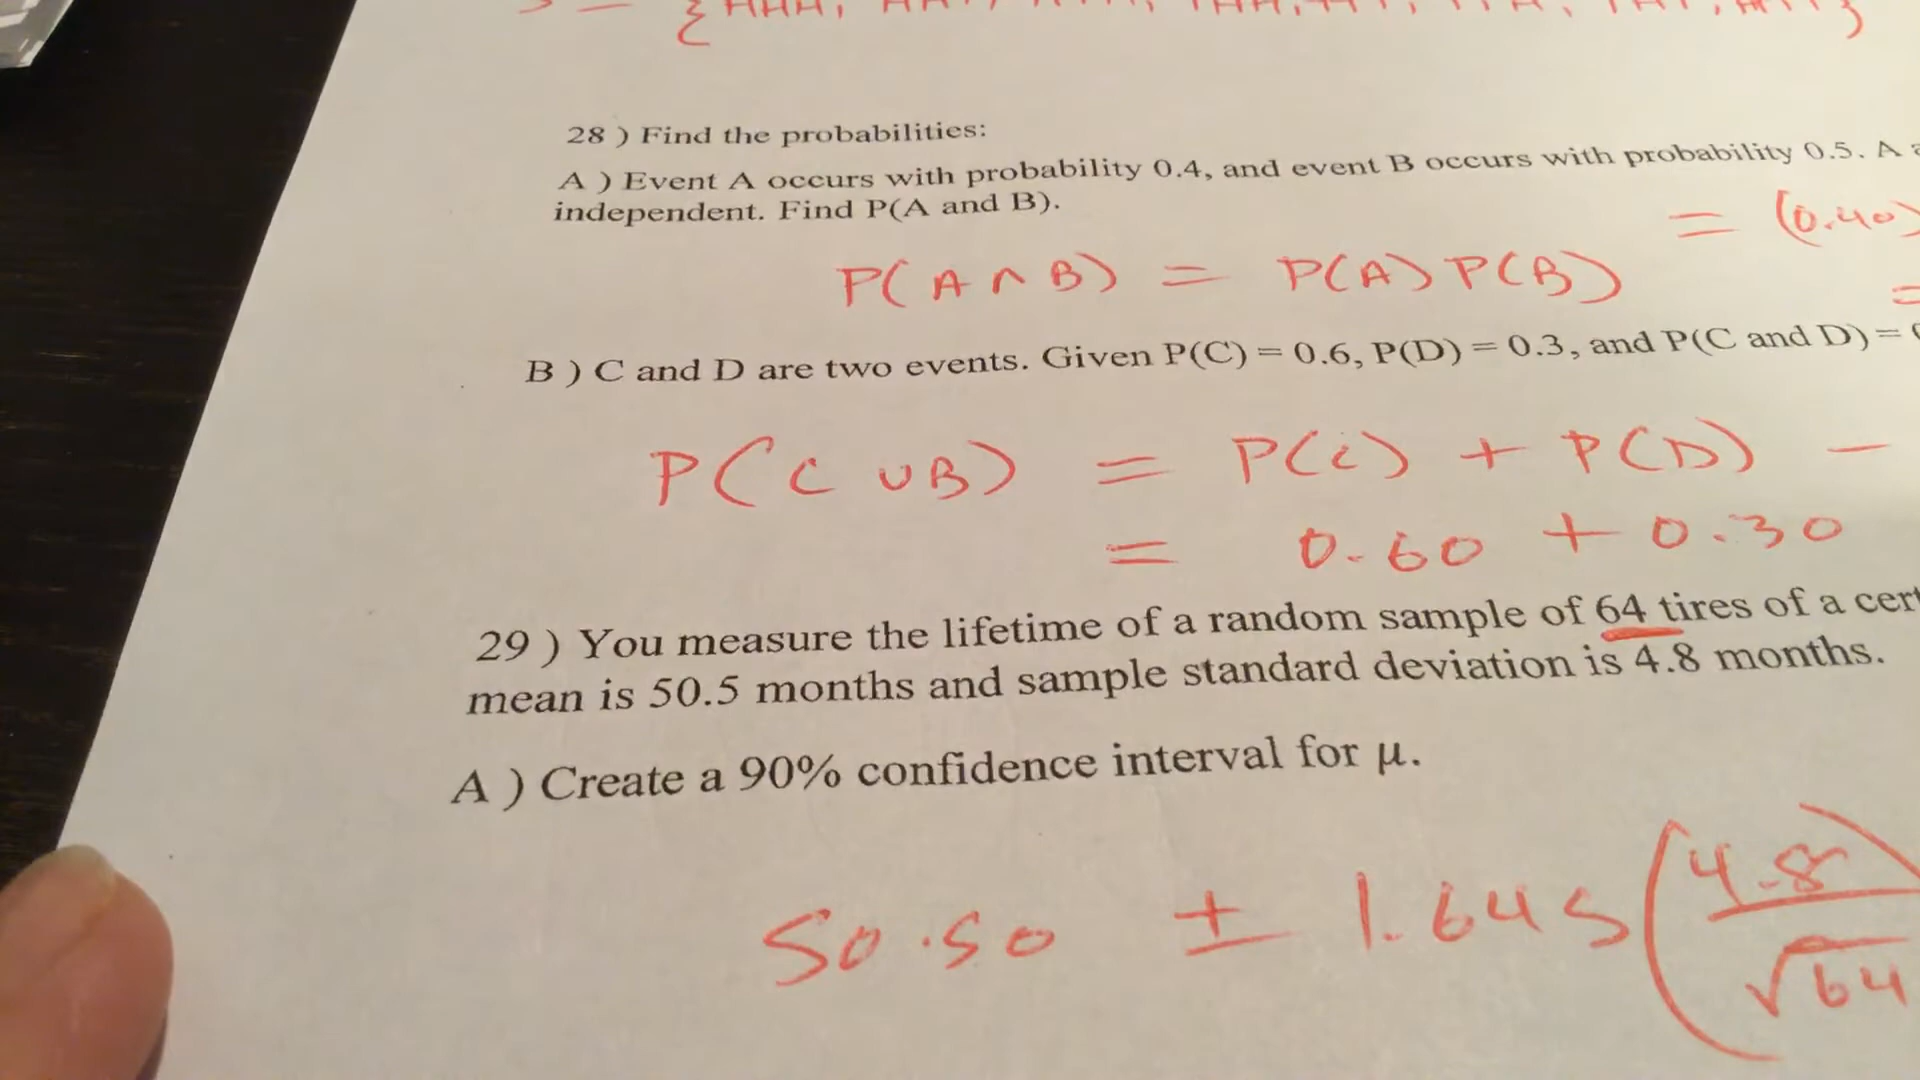 28 ) Find the probabilities:
A ) Event A occurs with probability 0.4, and event B occurs with probability 0.5. A
independent. Find P(A and B).
= (0.40)
P(A ∩ B) = P(A) P(B)
=
B ) C and D are two events. Given P(C) = 0.6, P(D) = 0.3, and P(C and D) =
P(C ∪ B) = P(C) + P(D) -
= 0.60 + 0.30
29 ) You measure the lifetime of a random sample of 64 tires of a
mean is 50.5 months and sample standard deviation is 4.8 months.
A ) Create a 90% confidence interval for μ.
50.50 ± 1.645 (4.8/√64)